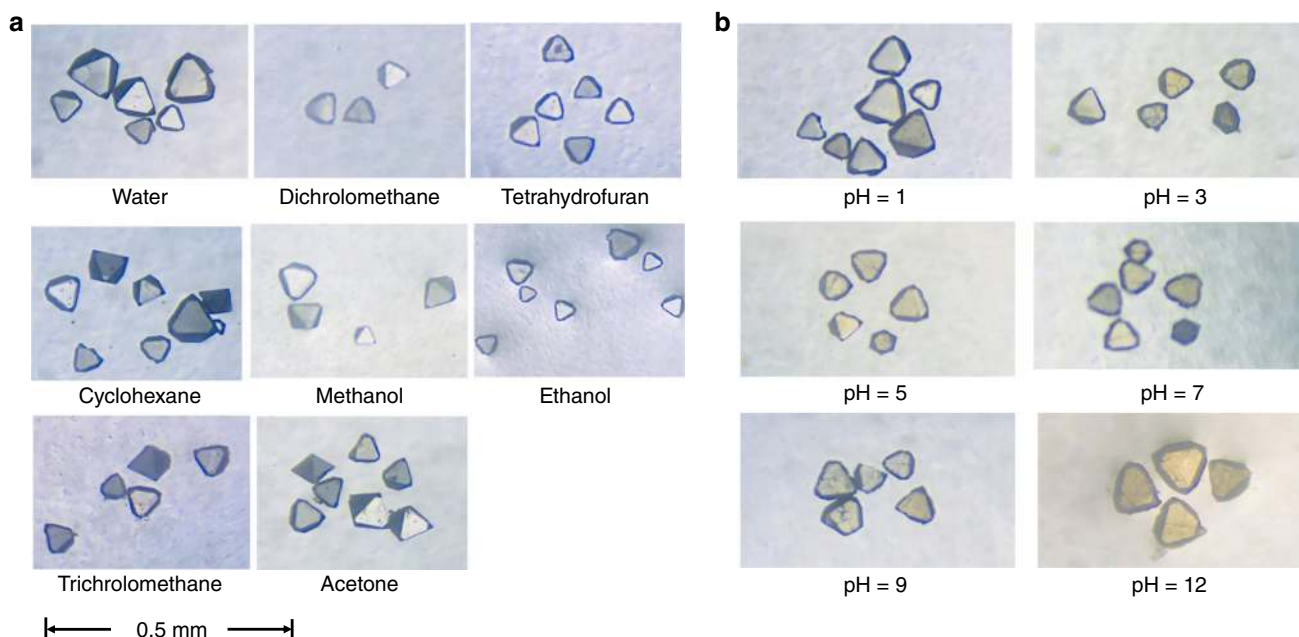 a
Water
Dichrolomethane
Tetrahydrofuran
Cyclohexane
Methanol
Ethanol
Trichrolomethane
Acetone
0.5 mm
b
pH = 1
pH = 3
pH = 5
pH = 7
pH = 9
pH = 12